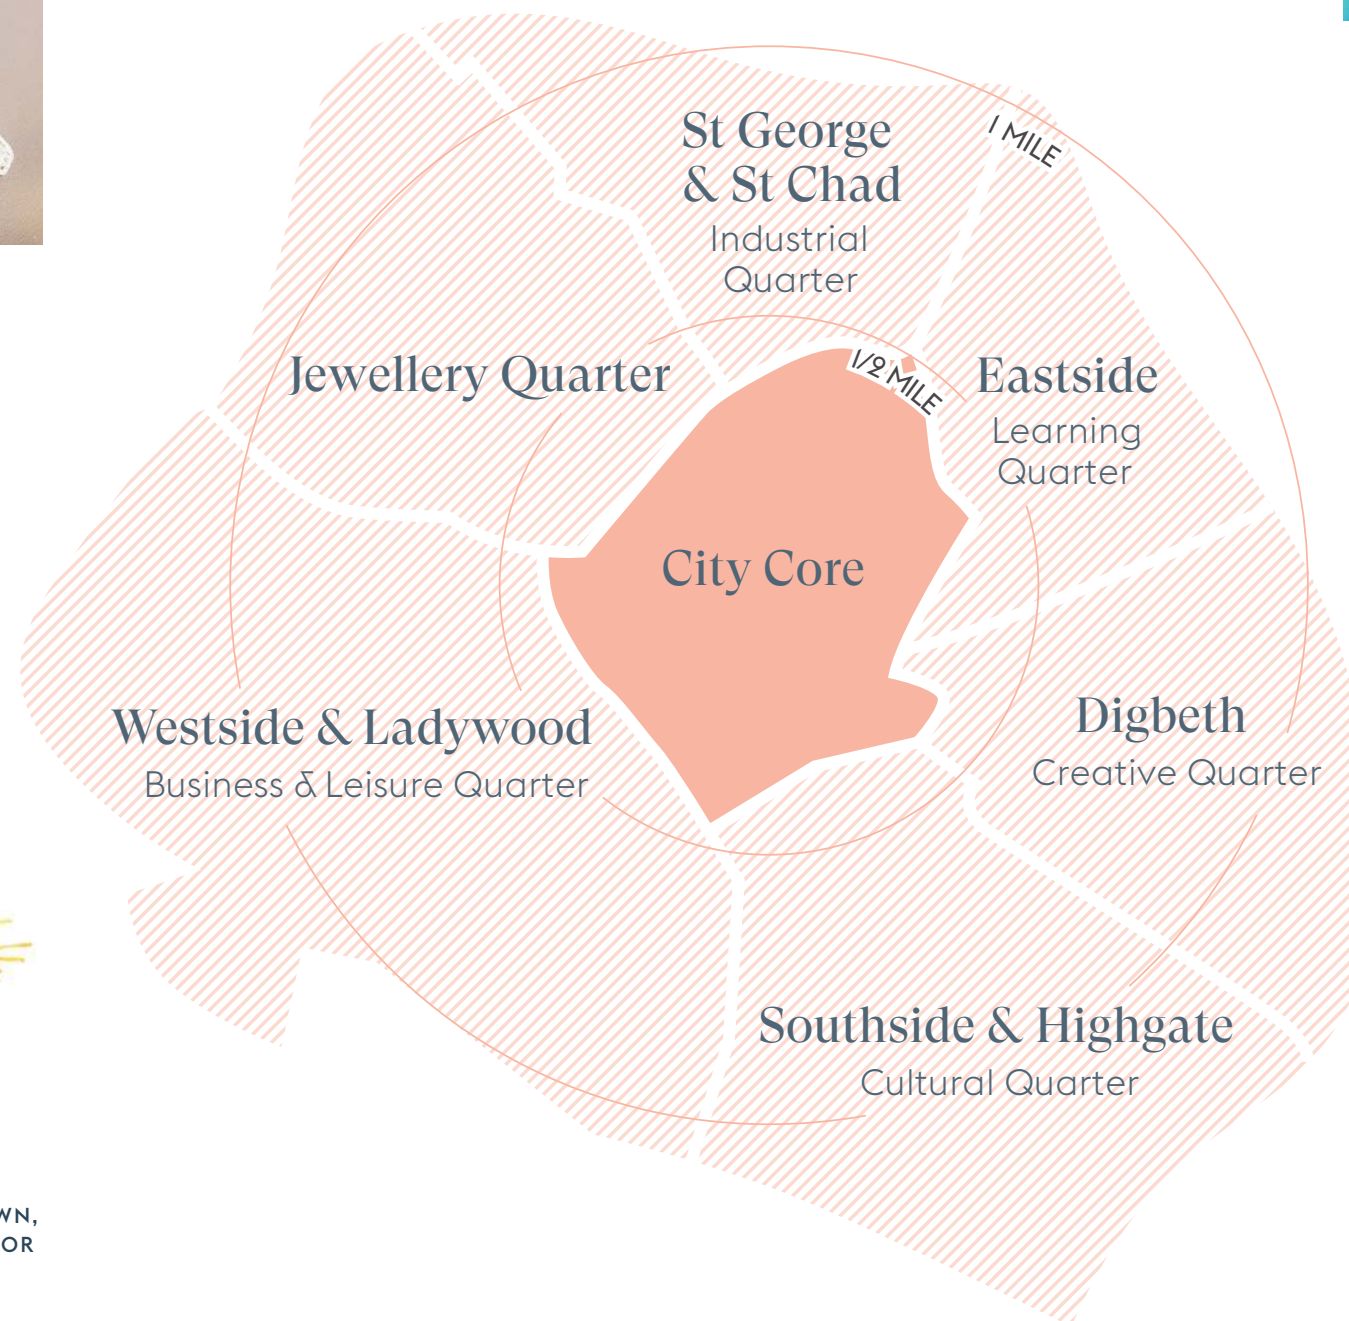 St George
& St Chad
Industrial
Quarter
1 MILE
Jewellery Quarter
1/2 MILE
Eastside
Learning
Quarter
City Core
Westside & Ladywood
Business & Leisure Quarter
Digbeth
Creative Quarter
Southside & Highgate
Cultural Quarter
OR